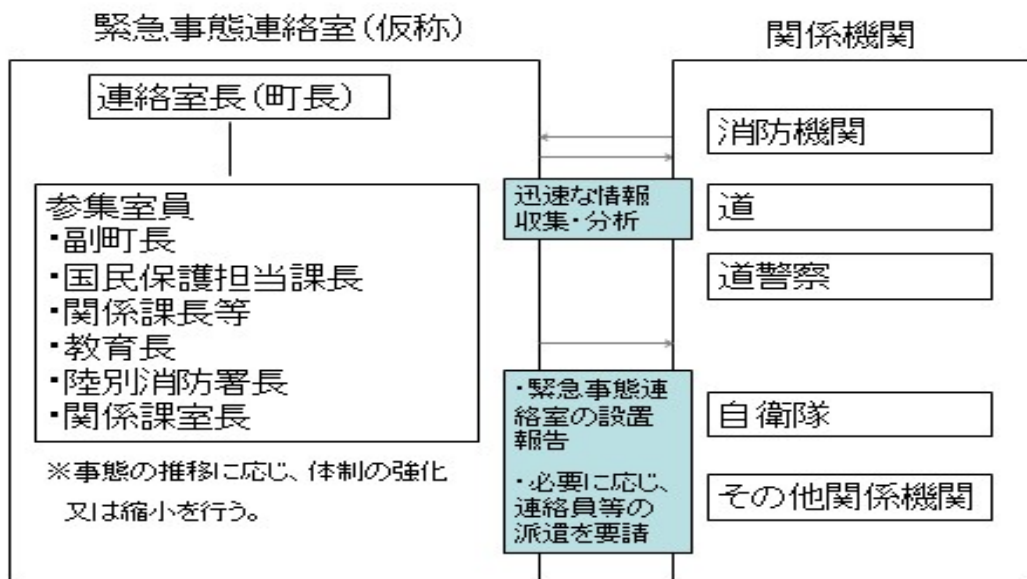 緊急事態連絡室(仮称)
関係機関
連絡室長(町長)
参集室員
・副町長
・国民保護担当課長
・関係課長等
・教育長
・陸別消防署長
・関係課室長
※事態の推移に応じ、体制の強化
又は縮小を行う。
迅速な情報
収集・分析
・緊急事態連
絡室の設置
報告
・必要に応じ、
連絡員等の
派遣を要請
消防機関
道
道警察
自衛隊
その他関係機関